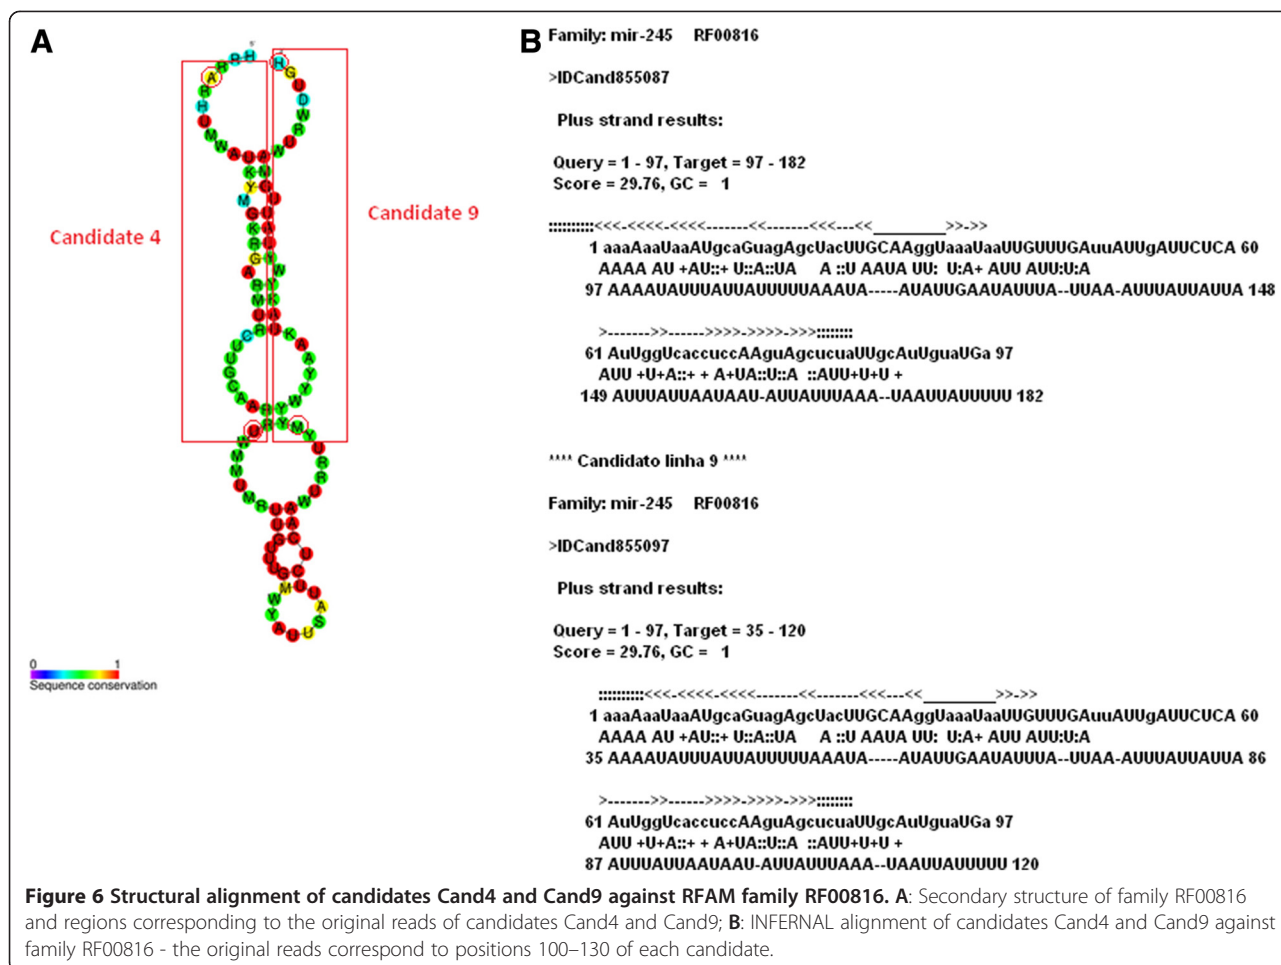 A
Candidate 4
Candidate 9
0 1
Sequence conservation
B
Family: mir-245 RF00816
>IDCand855087
Plus strand results:
Query = 1 - 97, Target = 97 - 182
Score = 29.76, GC = 1
::::::::::<<<-<<<<-<<<<-------<<-------<<<---<<_________>>->>
1 aaaAaaUaaAUgcaGuagAgcUacUUGCAAggUaaaUaaUUGUUUGAuuAUUgAUUCUCA 60
AAAA AU +AU::+ U::A::UA A ::U AAUA UU: U:A+ AUU AUU:U:A
97 AAAAUAUUUAUUAUUUUUAAAUA-----AUAUUGAAUAUUUA--UUAA-AUUUAUUAUUA 148
>-------->>------>>>>->>>>->>>::::::::
61 AuUggUcaccuccAAguAgcucuaUUgcAuUguaUGa 97
AUU +U+A::+ + A+UA::U::A ::AUU+U+U +
149 AUUUAUUAAUAAU-AUUAUUUAAA--UAAUUAUUUUU 182
**** Candidato linha 9 ****
Family: mir-245 RF00816
>IDCand855097
Plus strand results:
Query = 1 - 97, Target = 35 - 120
Score = 29.76, GC = 1
::::::::::<<<-<<<<-<<<<-------<<-------<<<---<<_________>>->>
1 aaaAaaUaaAUgcaGuagAgcUacUUGCAAggUaaaUaaUUGUUUGAuuAUUgAUUCUCA 60
AAAA AU +AU::+ U::A::UA A ::U AAUA UU: U:A+ AUU AUU:U:A
35 AAAAUAUUUAUUAUUUUUAAAUA-----AUAUUGAAUAUUUA--UUAA-AUUUAUUAUUA 86
>-------->>------>>>>->>>>->>>::::::::
61 AuUggUcaccuccAAguAgcucuaUUgcAuUguaUGa 97
AUU +U+A::+ + A+UA::U::A ::AUU+U+U +
87 AUUUAUUAAUAAU-AUUAUUUAAA--UAAUUAUUUUU 120
Figure 6 Structural alignment of candidates Cand4 and Cand9 against RFAM family RF00816. A: Secondary structure of family RF00816
and regions corresponding to the original reads of candidates Cand4 and Cand9; B: INFERNAL alignment of candidates Cand4 and Cand9 against
family RF00816 - the original reads correspond to positions 100–130 of each candidate.